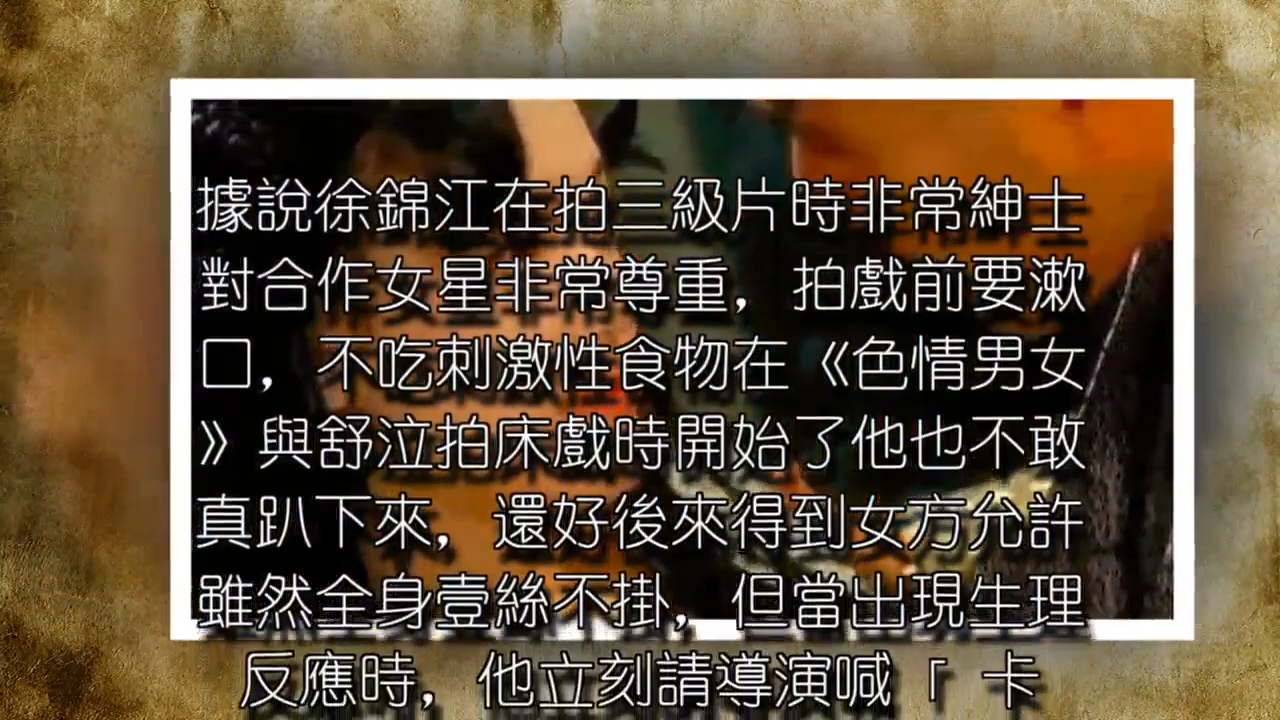 據說徐錦江在拍三級片時非常紳士
對合作女星非常尊重，拍戲前要漱
口，不吃刺激性食物在《色情男女
》與舒泣拍床戲時開始了他也不敢
真趴下來，還好後來得到女方允許
雖然全身壹絲不掛，但當出現生理
反應時，他立刻請導演喊「 卡